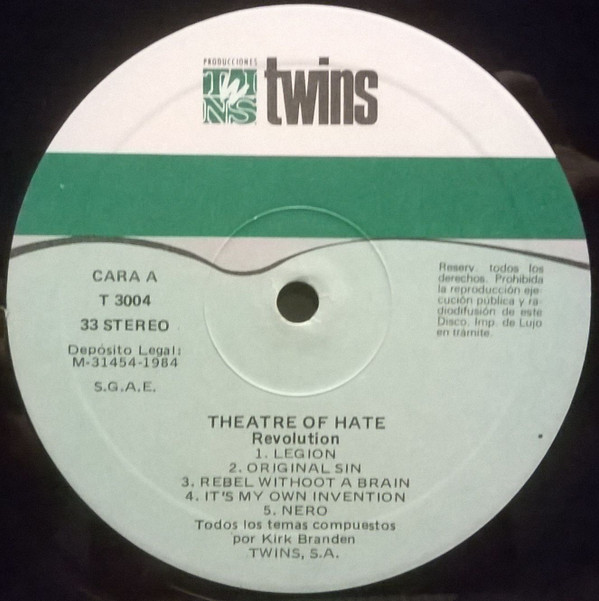 PRODUCCIONES
TWINS
twins
CARA A
T 3004
33 STEREO
Depósito Legal:
M-31454-1984
S.G.A.E.
Reserv. todos los
derechos. Prohibida
la reproducción eje-
cución pública y ra-
diodifusión de este
Disco. Imp. de Lujo
en trámite.
THEATRE OF HATE
Revolution
1. LEGION
2. ORIGINAL SIN
3. REBEL WITHOOT A BRAIN
4. IT'S MY OWN INVENTION
5. NERO
Todos los temas compuestos
por Kirk Branden
TWINS, S.A.